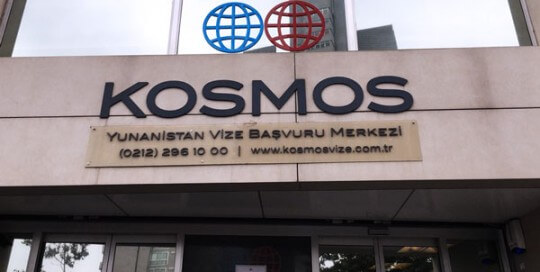 KOSMOS
YUNANİSTAN VİZE BAŞVURU MERKEZİ
(0212) 296 10 00 | www.kosmosvize.com.tr